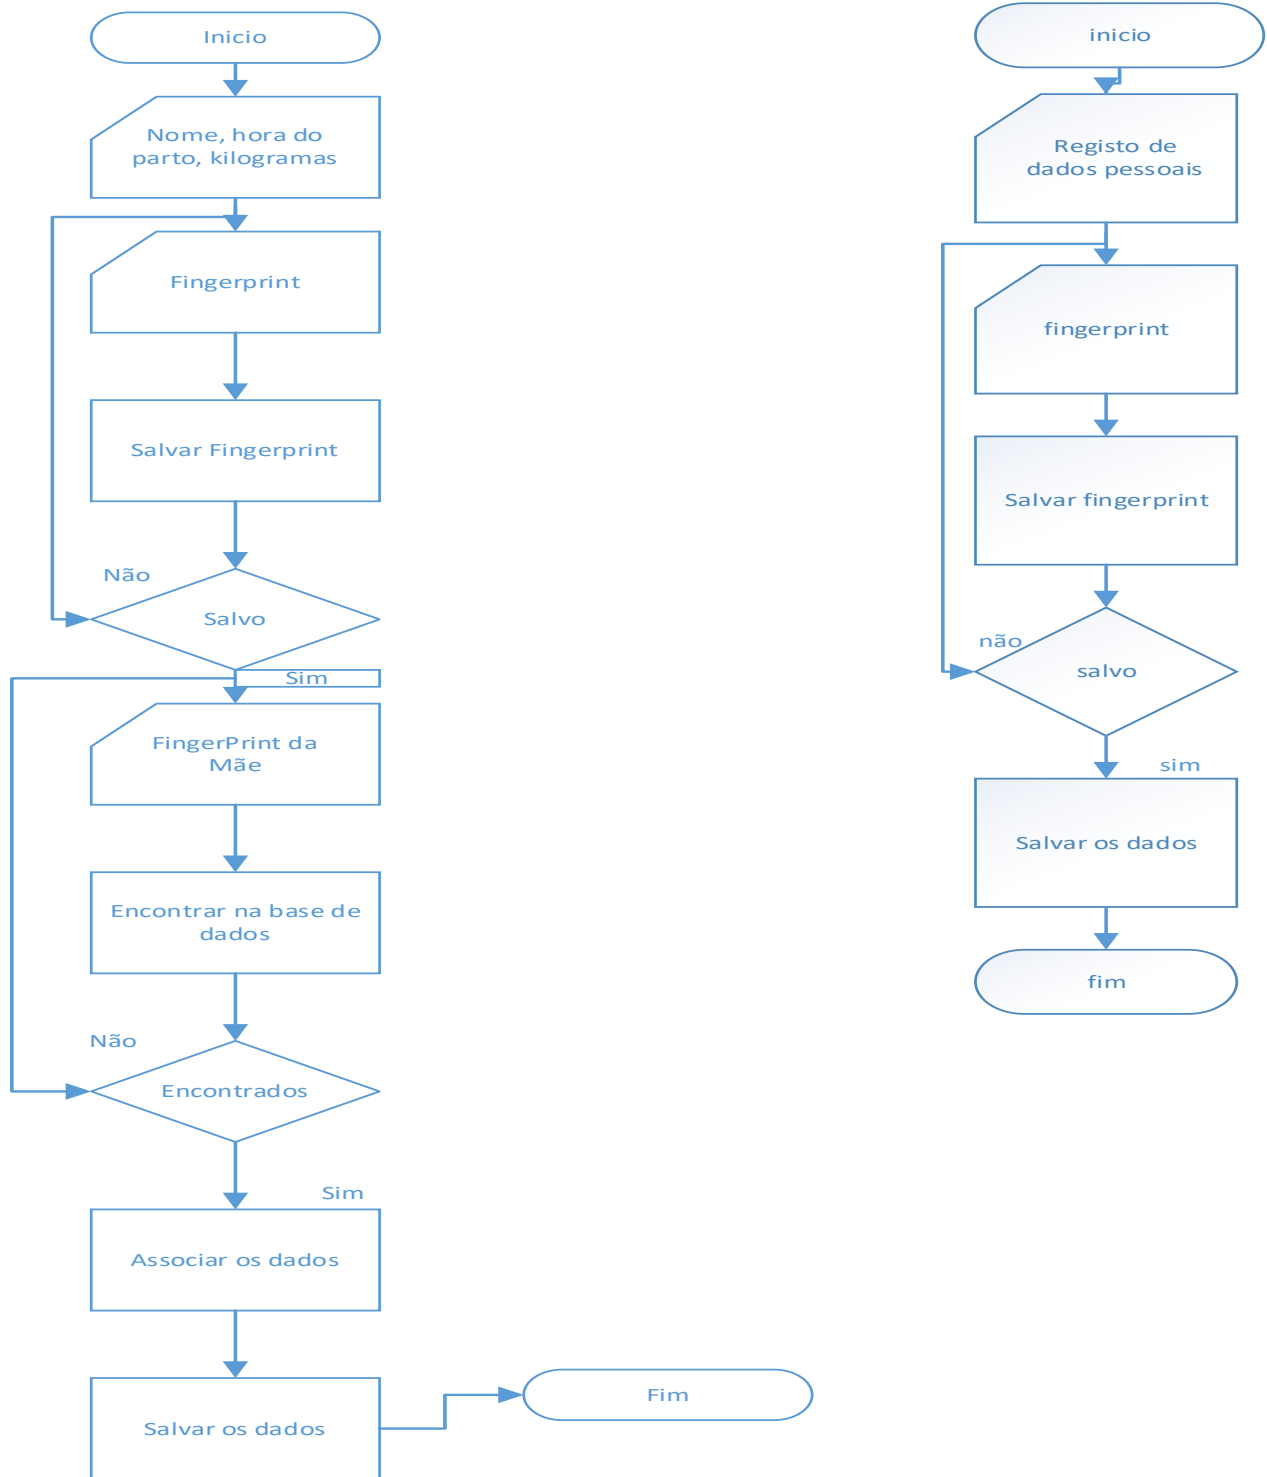 Inicio
Nome, hora do
parto, kilogramas
Fingerprint
Salvar Fingerprint
Não
Salvo
Sim
FingerPrint da
Mãe
Encontrar na base de
dados
Não
Encontrados
Sim
Associar os dados
Salvar os dados
Fim
inicio
Registo de
dados pessoais
fingerprint
Salvar fingerprint
não
salvo
sim
Salvar os dados
fim